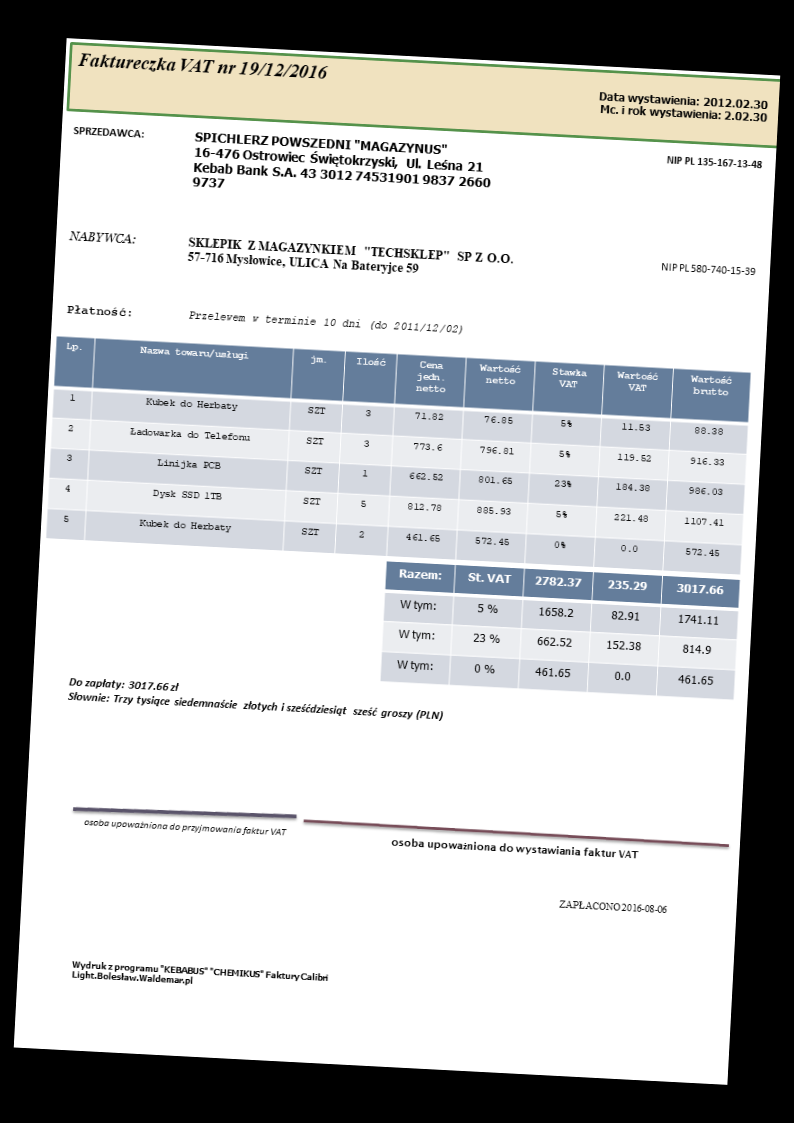 Faktureczka VAT nr 19/12/2016
Data wystawienia: 2012.02.30
Mc. i rok wystawienia: 2.02.30
SPRZEDAWCA:
SPICHLERZ POWSZEDNI "MAGAZYNUS"
16-476 Ostrowiec Świętokrzyski, Ul. Leśna 21
Kebab Bank S.A. 43 3012 74531901 9837 2660
9737
NIP PL 135-167-13-48
NABYWCA:
SKLEPIK Z MAGAZYNKIEM "TECHSKLEP" SP Z O.O.
57-716 Mysłowice, ULICA Na Bateryjce 59
NIP PL 580-740-15-39
Płatność:
Przelevem v terminie 10 dni (do 2011/12/02)
Lp. Nazwa towaru/usługi jm. Ilość Cena jedn. netto Wartość netto Stawka VAT Wartość VAT Wartość brutto
1 Kubek do Herbaty SZT 3 71.82 76.85 5% 11.53 88.38
2 Ładowarka do Telefonu SZT 3 773.6 796.81 5% 119.52 916.33
3 Linijka PCB SZT 1 662.52 801.65 23% 184.38 986.03
4 Dysk SSD 1TB SZT 5 812.78 885.93 5% 221.48 1107.41
5 Kubek do Herbaty SZT 2 461.65 572.45 0% 0.0 572.45
Razem: St. VAT 2782.37 235.29 3017.66
W tym: 5 % 1658.2 82.91 1741.11
W tym: 23 % 662.52 152.38 814.9
W tym: 0 % 461.65 0.0 461.65
Do zapłaty: 3017.66 zł
Słownie: Trzy tysiące siedemnaście złotych i sześćdziesiąt sześć groszy (PLN)
osoba upoważniona do przyjmowania faktur VAT
osoba upoważniona do wystawiania faktur VAT
ZAPŁACONO 2016-08-06
Wydruk z programu "KEBABUS" "CHEMIKUS" Faktury Calibri
Light.Bolesław.Waldemar.pl